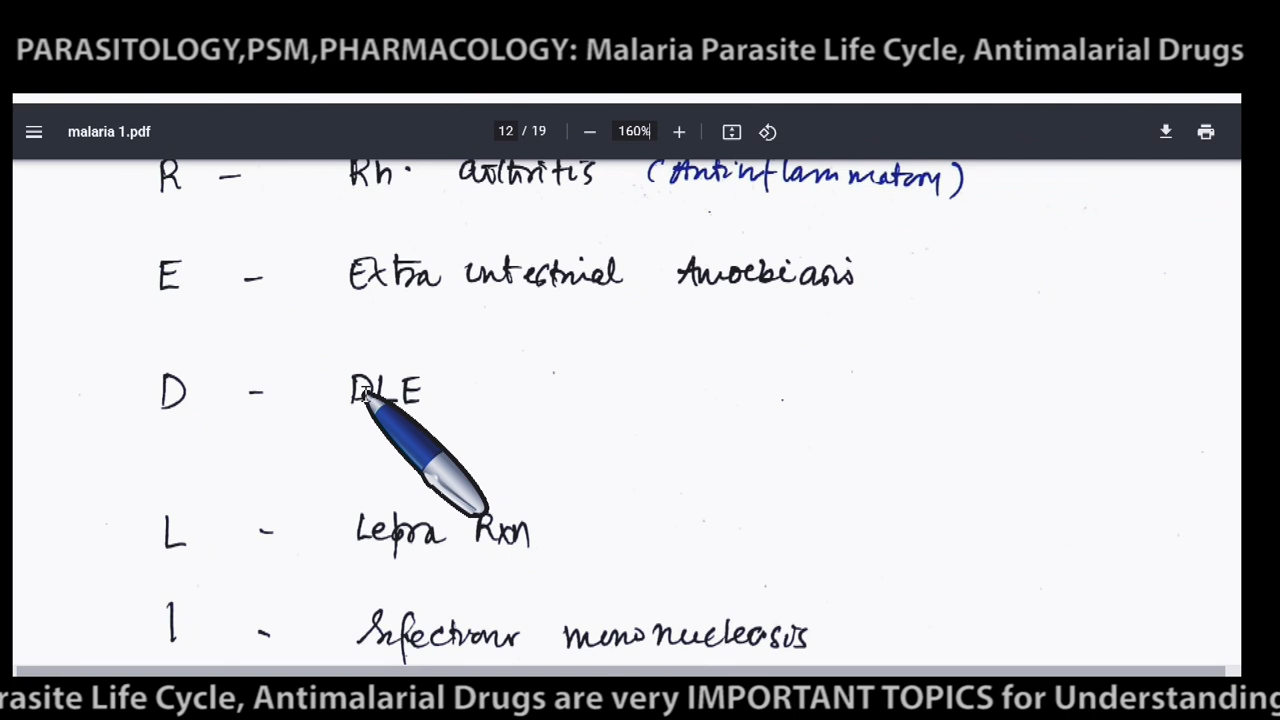 PARASITOLOGY,PSM,PHARMACOLOGY: Malaria Parasite Life Cycle, Antimalarial Drugs
malaria 1.pdf 12 / 19 160%
R - Rh. arthritis (Antinflammatory)
E - Extra intestinal Amoebiasis
D - DLE
L - Lepra Rxn
I - Infectious mononucleosis
rasite Life Cycle, Antimalarial Drugs are very IMPORTANT TOPICS for Understanding